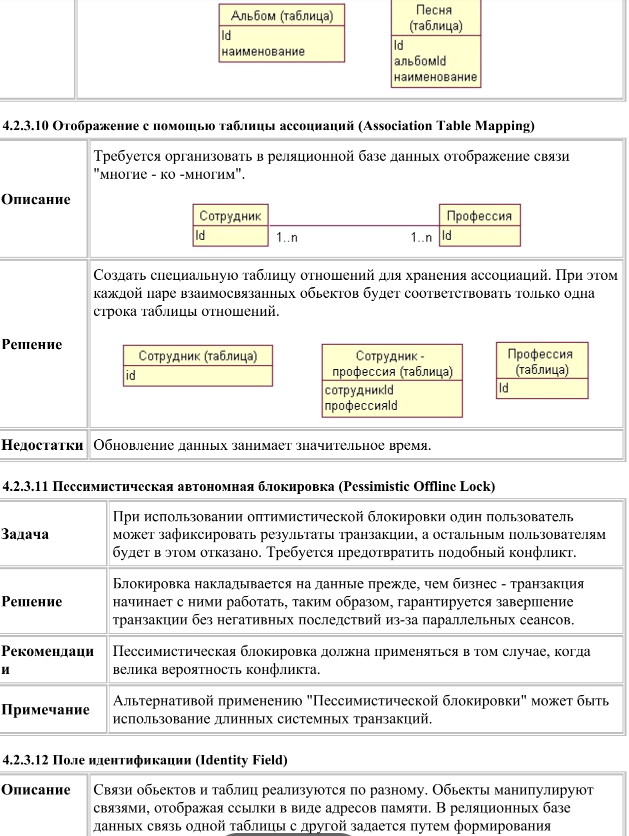 Альбом (таблица)
Id
наименование
Песня
(таблица)
Id
альбомId
наименование
4.2.3.10 Отображение с помощью таблицы ассоциаций (Association Table Mapping)
Описание
Требуется организовать в реляционной базе данных отображение связи
"многие - ко -многим".
Сотрудник
Id
1..n
1..n
Профессия
Id
Решение
Создать специальную таблицу отношений для хранения ассоциаций. При этом
каждой паре взаимосвязанных обьектов будет соответствовать только одна
строка таблицы отношений.
Сотрудник (таблица)
id
Сотрудник -
профессия (таблица)
сотрудникId
профессияId
Профессия
(таблица)
Id
Недостатки
Обновление данных занимает значительное время.
4.2.3.11 Пессимистическая автономная блокировка (Pessimistic Offline Lock)
Задача
При использовании оптимистической блокировки один пользователь
может зафиксировать результаты транзакции, а остальным пользователям
будет в этом отказано. Требуется предотвратить подобный конфликт.
Решение
Блокировка накладывается на данные прежде, чем бизнес - транзакция
начинает с ними работать, таким образом, гарантируется завершение
транзакции без негативных последствий из-за параллельных сеансов.
Рекомендаци
и
Пессимистическая блокировка должна применяться в том случае, когда
велика вероятность конфликта.
Примечание
Альтернативой применению "Пессимистической блокировки" может быть
использование длинных системных транзакций.
4.2.3.12 Поле идентификации (Identity Field)
Описание
Связи обьектов и таблиц реализуются по разному. Обьекты манипулируют
связями, отображая ссылки в виде адресов памяти. В реляционных базе
данных связь одной таблицы с другой задается путем формирования